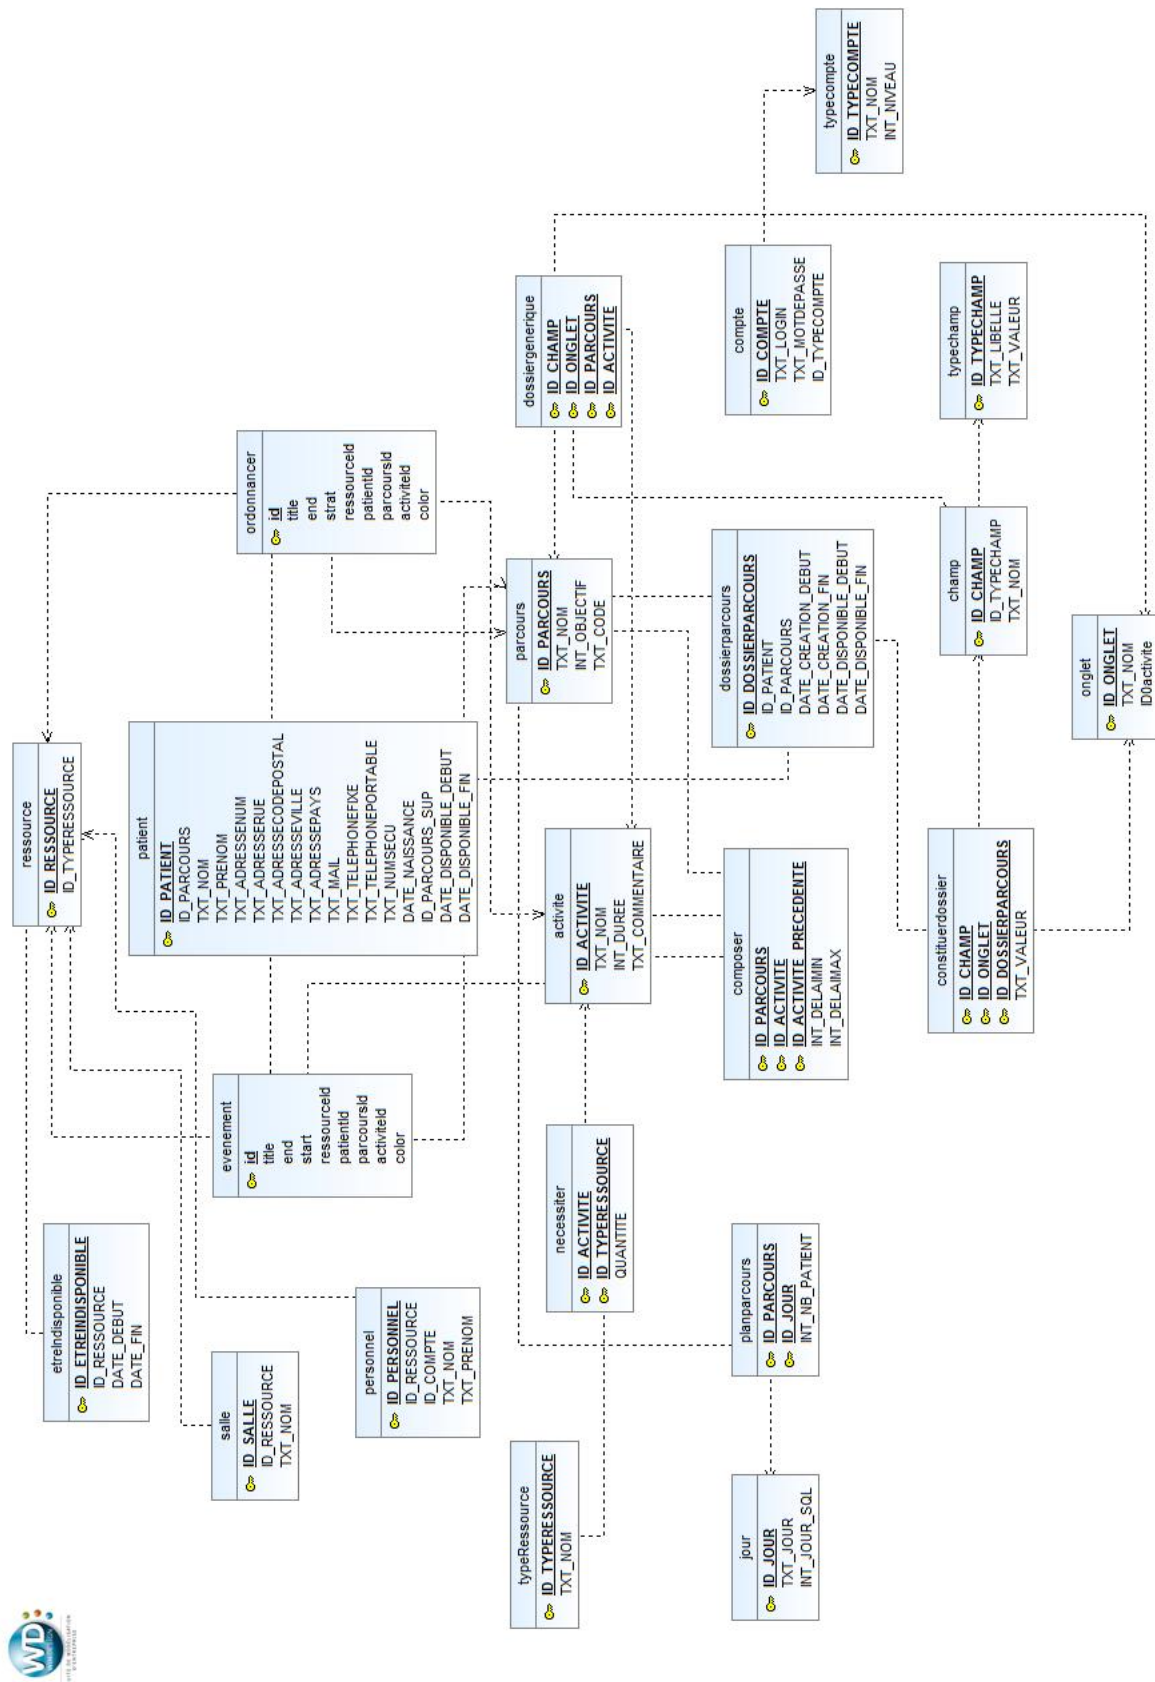 WD
ressource
ID_RESSOURCE
ID_TYPERESSOURCE
etreIndisponible
ID_ETREINDISPONIBLE
ID_RESSOURCE
DATE_DEBUT
DATE_FIN
patient
ID_PATIENT
ID_PARCOURS
TXT_NOM
TXT_PRENOM
TXT_ADRESSENUM
TXT_ADRESSERUE
TXT_ADRESSECODEPOSTAL
TXT_ADRESSEVILLE
TXT_ADRESSEPAYS
TXT_MAIL
TXT_TELEPHONEFIXE
TXT_TELEPHONEPORTABLE
TXT_NUMSECU
DATE_NAISSANCE
ID_PARCOURS_SUP
DATE_DISPONIBLE_DEBUT
DATE_DISPONIBLE_FIN
salle
ID_SALLE
ID_RESSOURCE
TXT_NOM
evenement
id
title
end
start
ressourceId
patientId
parcoursId
activiteId
color
ordonnancer
id
title
end
strat
ressourceId
patientId
parcoursId
activiteId
color
personnel
ID_PERSONNEL
ID_RESSOURCE
ID_COMPTE
TXT_NOM
TXT_PRENOM
typeRessource
ID_TYPERESSOURCE
TXT_NOM
necessiter
ID_ACTIVITE
ID_TYPERESSOURCE
QUANTITE
activite
ID_ACTIVITE
TXT_NOM
INT_DUREE
TXT_COMMENTAIRE
parcours
ID_PARCOURS
TXT_NOM
INT_OBJECTIF
TXT_CODE
dossiergenerique
ID_CHAMP
ID_ONGLET
ID_PARCOURS
ID_ACTIVITE
jour
ID_JOUR
TXT_JOUR
INT_JOUR_SQL
planparcours
ID_PARCOURS
ID_JOUR
INT_NB_PATIENT
composer
ID_PARCOURS
ID_ACTIVITE
ID_ACTIVITE_PRECEDENTE
INT_DELAIMIN
INT_DELAIMAX
dossierparcours
ID_DOSSIERPARCOURS
ID_PATIENT
ID_PARCOURS
DATE_CREATION_DEBUT
DATE_CREATION_FIN
DATE_DISPONIBLE_DEBUT
DATE_DISPONIBLE_FIN
compte
ID_COMPTE
TXT_LOGIN
TXT_MOTDEPASSE
ID_TYPECOMPTE
typecompte
ID_TYPECOMPTE
TXT_NOM
INT_NIVEAU
constituerdossier
ID_CHAMP
ID_ONGLET
ID_DOSSIERPARCOURS
TXT_VALEUR
champ
ID_CHAMP
ID_TYPECHAMP
TXT_NOM
typechamp
ID_TYPECHAMP
TXT_LIBELLE
TXT_VALEUR
onglet
ID_ONGLET
TXT_NOM
ID0activite